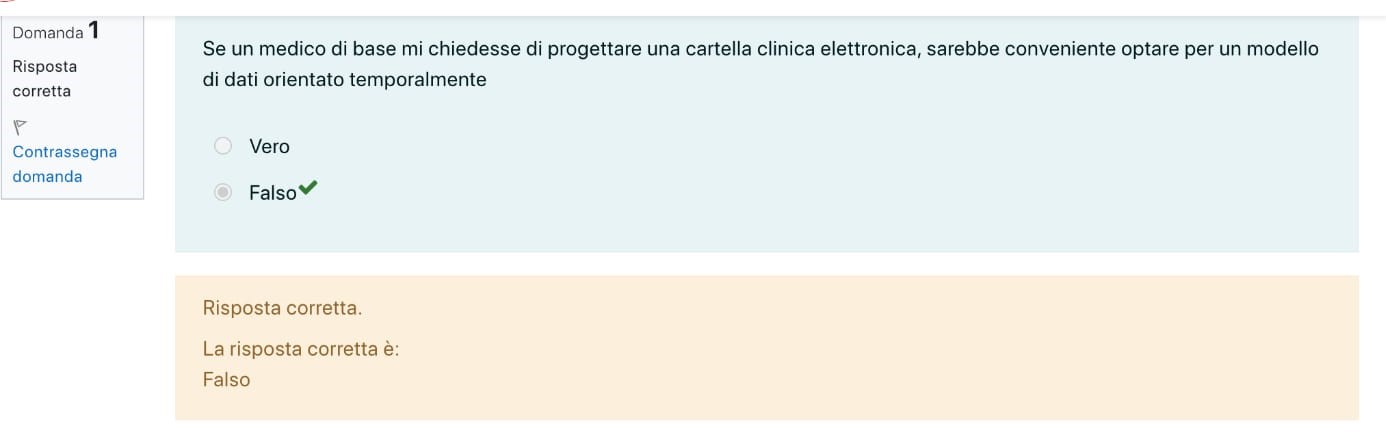 Domanda 1
Risposta
corretta
Contrassegna
domanda
Se un medico di base mi chiedesse di progettare una cartella clinica elettronica, sarebbe conveniente optare per un modello
di dati orientato temporalmente
Vero
Falso
Risposta corretta.
La risposta corretta è:
Falso